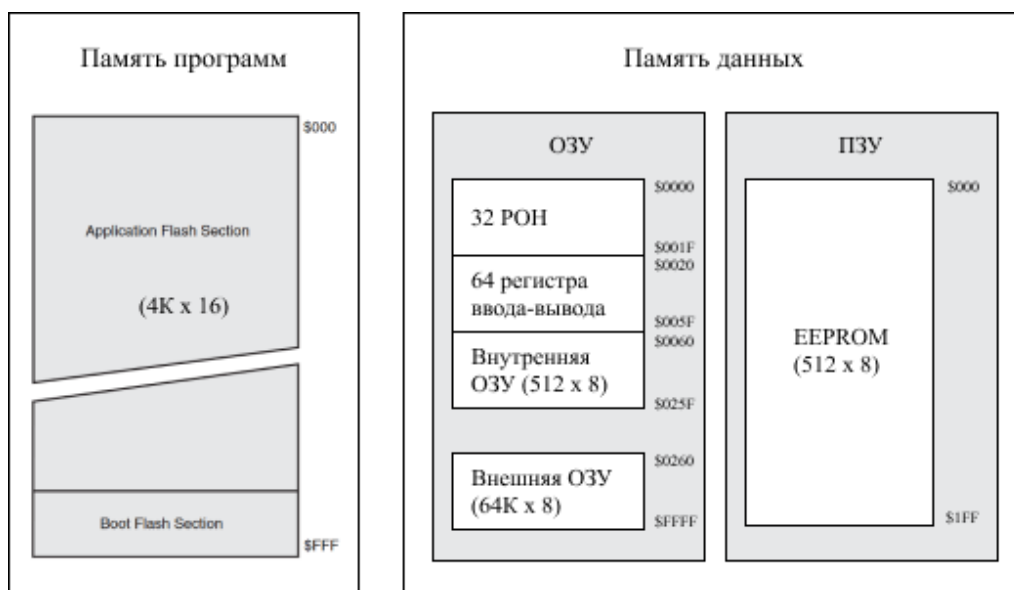 Память программ
$000
Application Flash Section
(4K x 16)
Boot Flash Section
$FFF
Память данных
ОЗУ
$0000
32 РОН
$001F
$0020
64 регистра
ввода-вывода
$005F
$0060
Внутренняя
ОЗУ (512 x 8)
$025F
$0260
Внешняя ОЗУ
(64K x 8)
$FFFF
ПЗУ
$000
EEPROM
(512 x 8)
$1FF